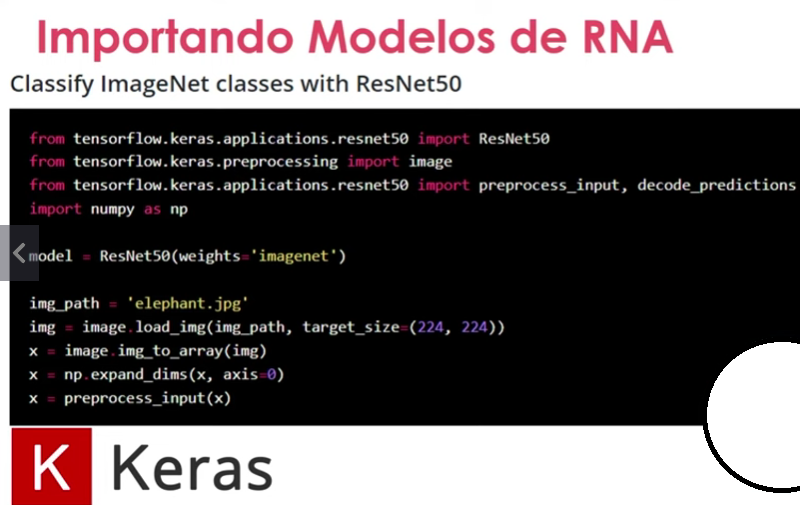 Importando Modelos de RNA
Classify ImageNet classes with ResNet50
from tensorflow.keras.applications.resnet50 import ResNet50
from tensorflow.keras.preprocessing import image
from tensorflow.keras.applications.resnet50 import preprocess_input, decode_predictions
import numpy as np
model = ResNet50(weights='imagenet')
img_path = 'elephant.jpg'
img = image.load_img(img_path, target_size=(224, 224))
x = image.img_to_array(img)
x = np.expand_dims(x, axis=0)
x = preprocess_input(x)
K Keras